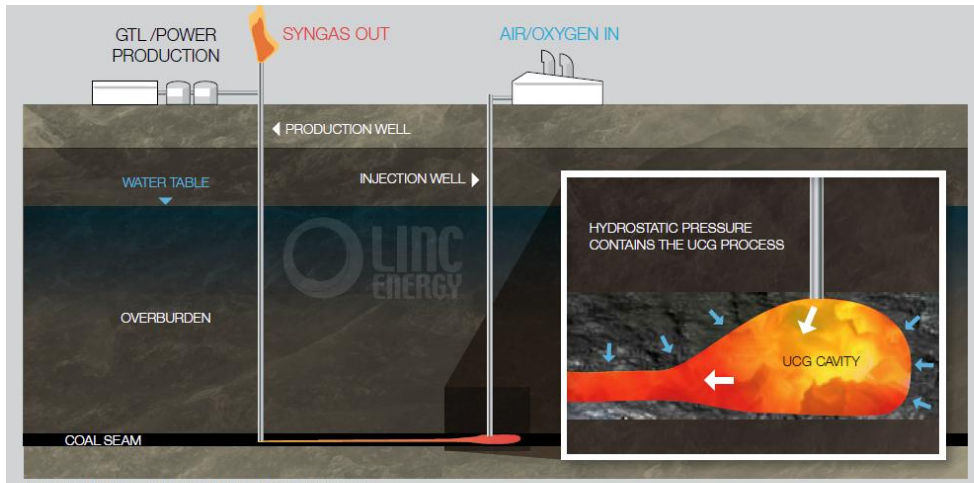 GTL /POWER
PRODUCTION
SYNGAS OUT
AIR/OXYGEN IN
PRODUCTION WELL
INJECTION WELL
WATER TABLE
HYDROSTATIC PRESSURE
CONTAINS THE UCG PROCESS
LINC
ENERGY
OVERBURDEN
UCG CAVITY
COAL SEAM